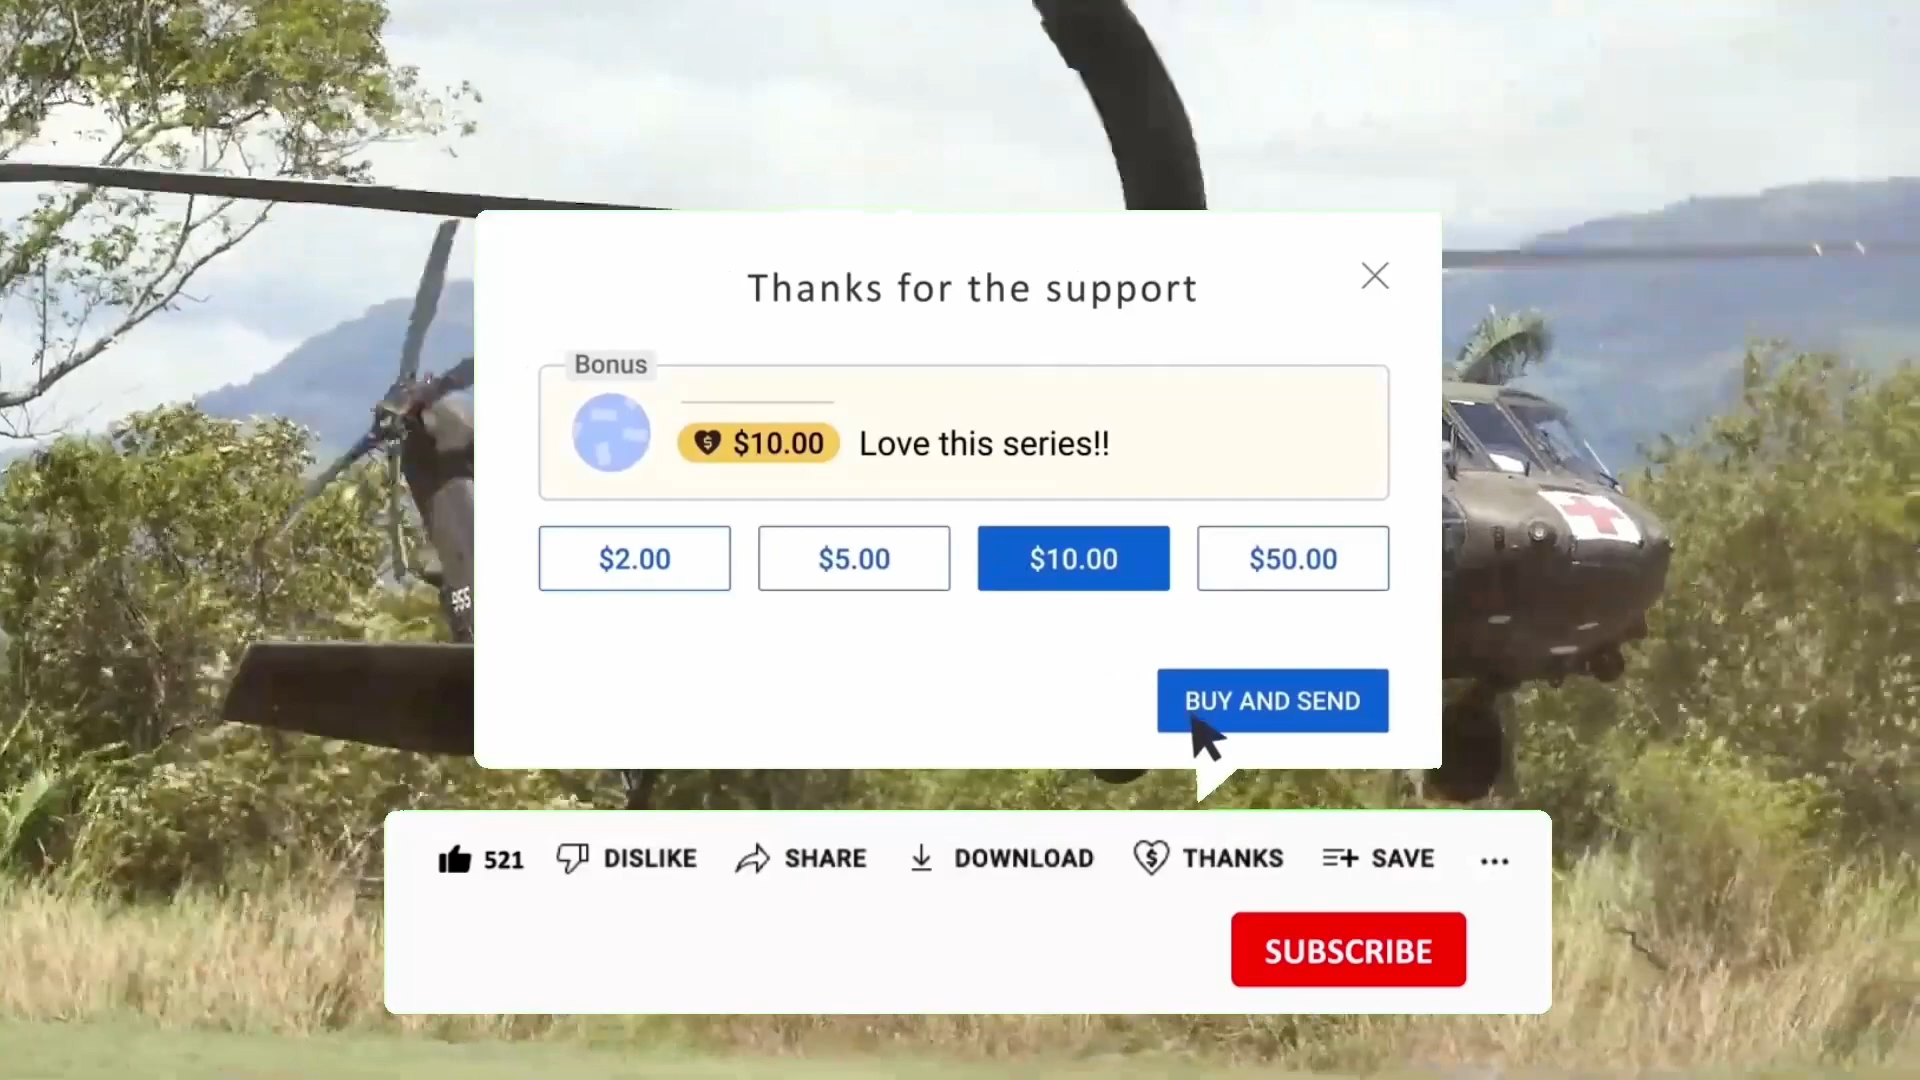 Thanks for the support
Bonus
$10.00 Love this series!!
$2.00 $5.00 $10.00 $50.00
BUY AND SEND
955
521 DISLIKE SHARE DOWNLOAD THANKS SAVE
SUBSCRIBE